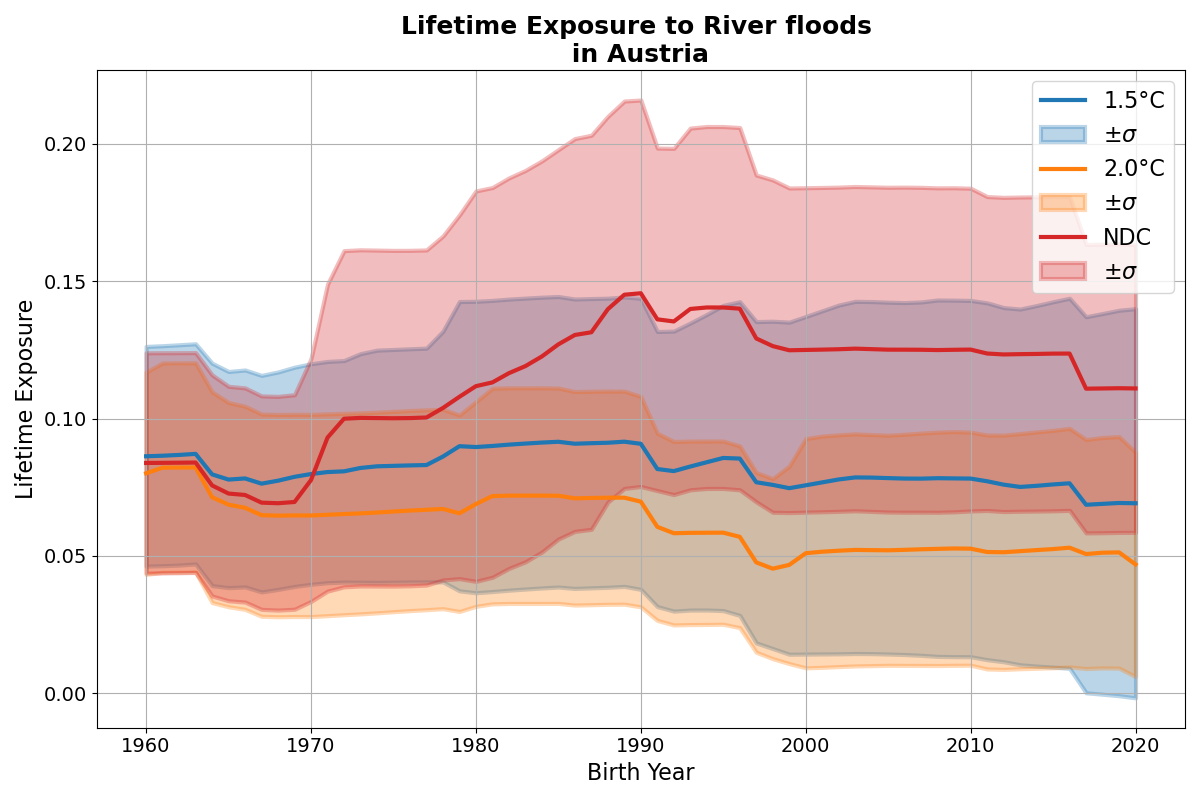 Lifetime Exposure to River floods
in Austria
Lifetime Exposure
0.20
0.15
0.10
0.05
0.00
1960 1970 1980 1990 2000 2010 2020
Birth Year
1.5°C
±σ
2.0°C
±σ
NDC
±σ